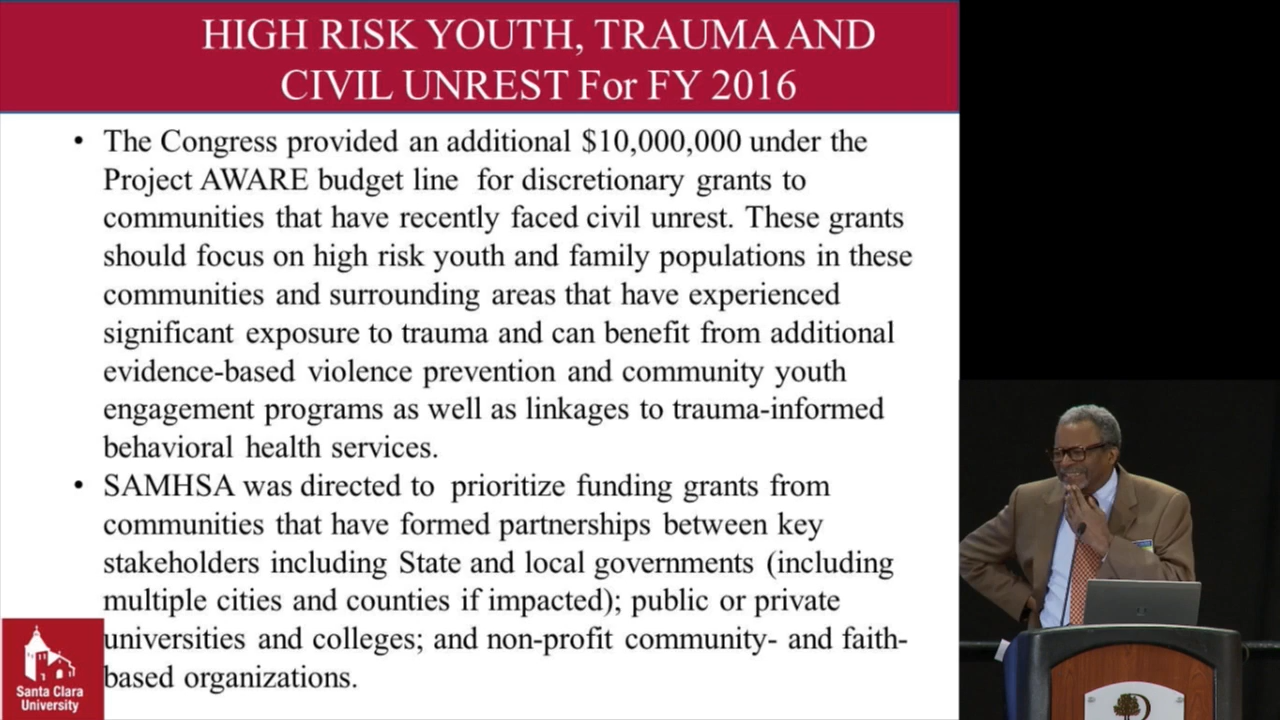 HIGH RISK YOUTH, TRAUMA AND
CIVIL UNREST For FY 2016
• The Congress provided an additional $10,000,000 under the
Project AWARE budget line for discretionary grants to
communities that have recently faced civil unrest. These grants
should focus on high risk youth and family populations in these
communities and surrounding areas that have experienced
significant exposure to trauma and can benefit from additional
evidence-based violence prevention and community youth
engagement programs as well as linkages to trauma-informed
behavioral health services.
• SAMHSA was directed to prioritize funding grants from
communities that have formed partnerships between key
stakeholders including State and local governments (including
multiple cities and counties if impacted); public or private
universities and colleges; and non-profit community- and faith-
based organizations.
Santa Clara
University